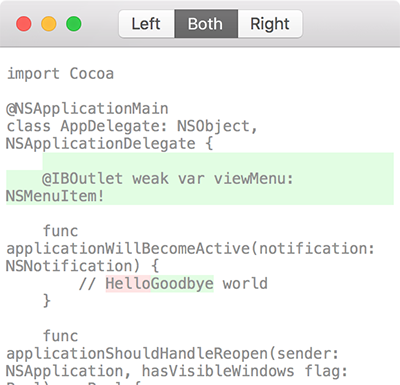 Left Both Right
import Cocoa
@NSApplicationMain
class AppDelegate: NSObject,
NSApplicationDelegate {
@IBOutlet weak var viewMenu:
NSMenuItem!
func
applicationWillBecomeActive(notification:
NSNotification) {
// HelloGoodbye world
}
func
applicationShouldHandleReopen(sender:
NSApplication, hasVisibleWindows flag: